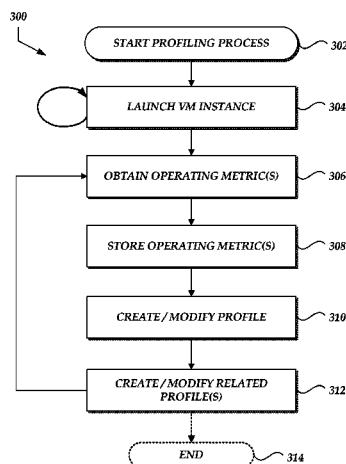 300
START PROFILING PROCESS
302
LAUNCH VM INSTANCE
304
OBTAIN OPERATING METRIC(S)
306
STORE OPERATING METRIC(S)
308
CREATE / MODIFY PROFILE
310
CREATE / MODIFY RELATED
PROFILE(S)
312
END
314